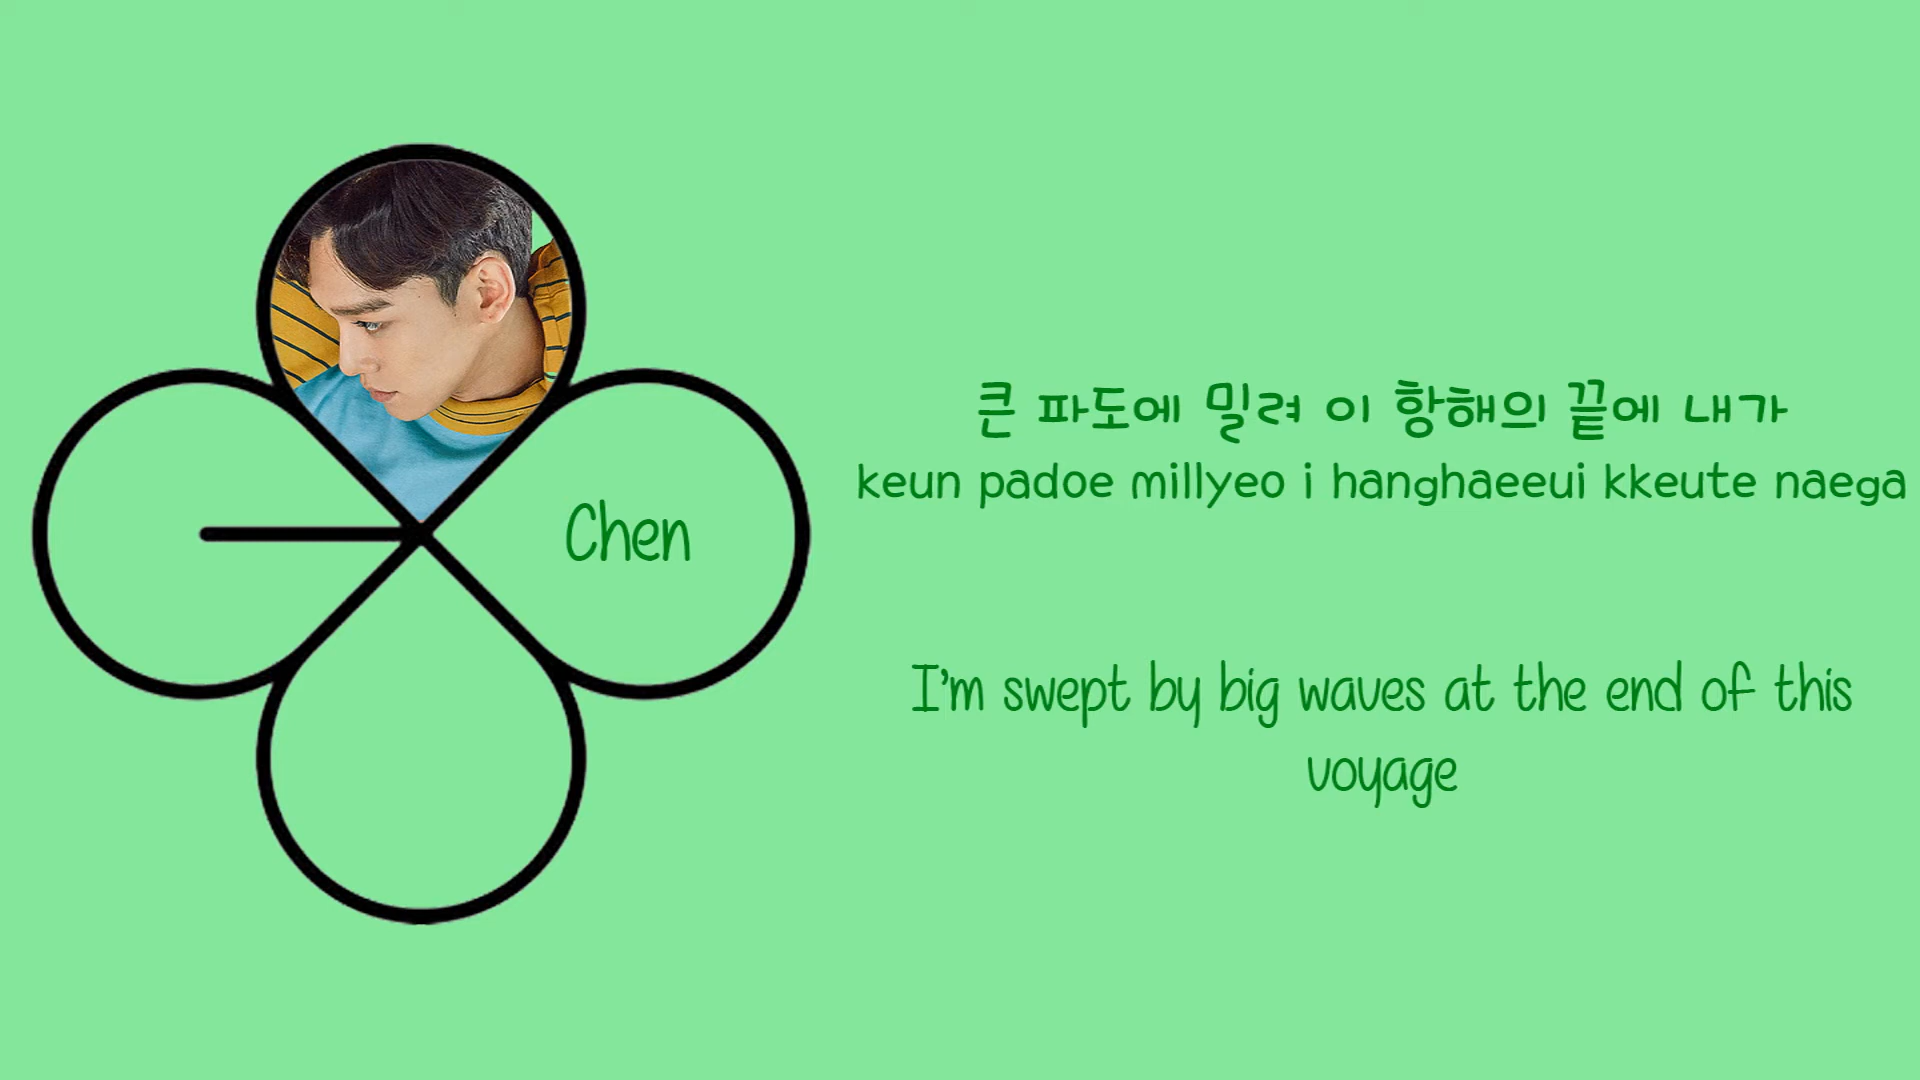 Chen
큰 파도에 밀려 이 항해의 끝에 내가
keun padoe millyeo i hanghaeeui kkeute naega
I'm swept by big waves at the end of this
voyage